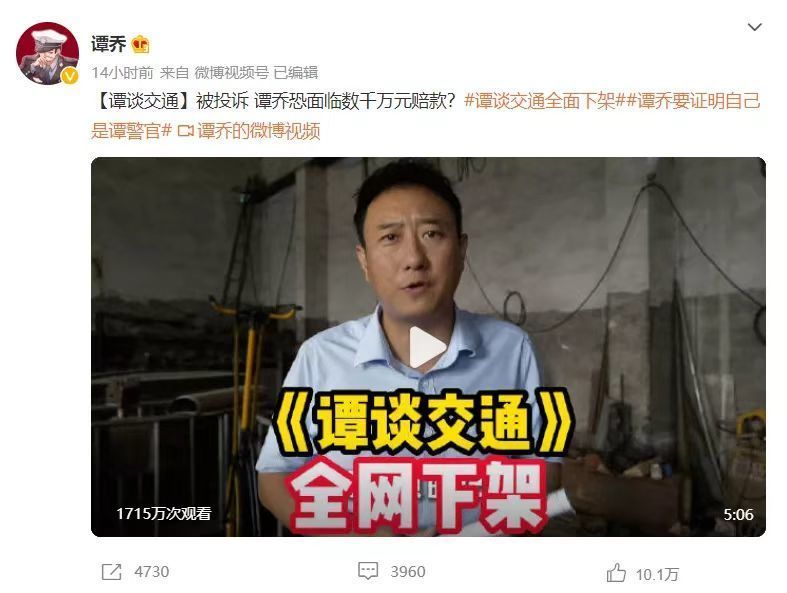 谭乔
14小时前 来自 微博视频号 已编辑
【谭谈交通】被投诉 谭乔恐面临数千万元赔款？#谭谈交通全面下架##谭乔要证明自己
是谭警官# 谭乔的微博视频
《谭谈交通》
全网下架
1715万次观看
5:06
4730
3960
10.1万